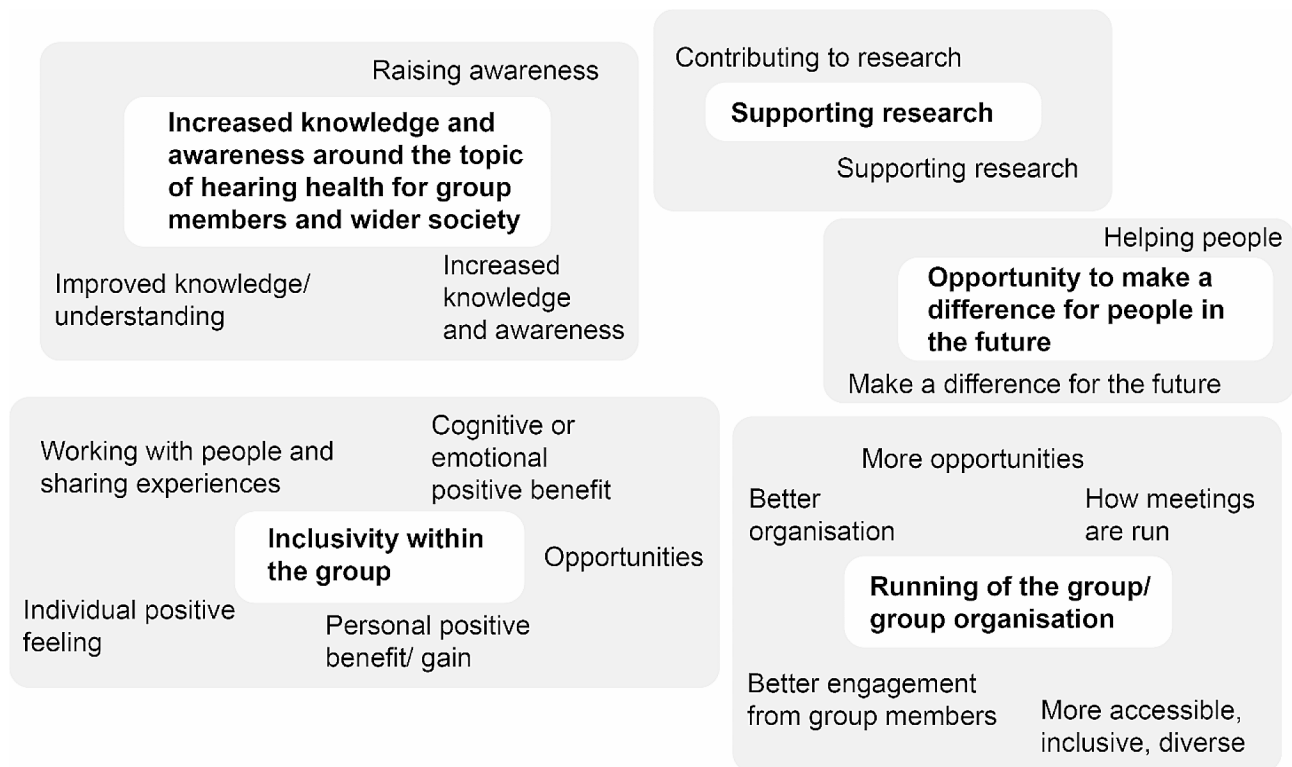 Raising awareness
Increased knowledge and
awareness around the topic
of hearing health for group
members and wider society
Improved knowledge/
understanding
Increased
knowledge
and awareness
Contributing to research
Supporting research
Supporting research
Helping people
Opportunity to make a
difference for people in
the future
Make a difference for the future
Working with people and
sharing experiences
Cognitive or
emotional
positive benefit
Inclusivity within
the group
Opportunities
Individual positive
feeling
Personal positive
benefit/ gain
More opportunities
Better
organisation
How meetings
are run
Running of the group/
group organisation
Better engagement
from group members
More accessible,
inclusive, diverse